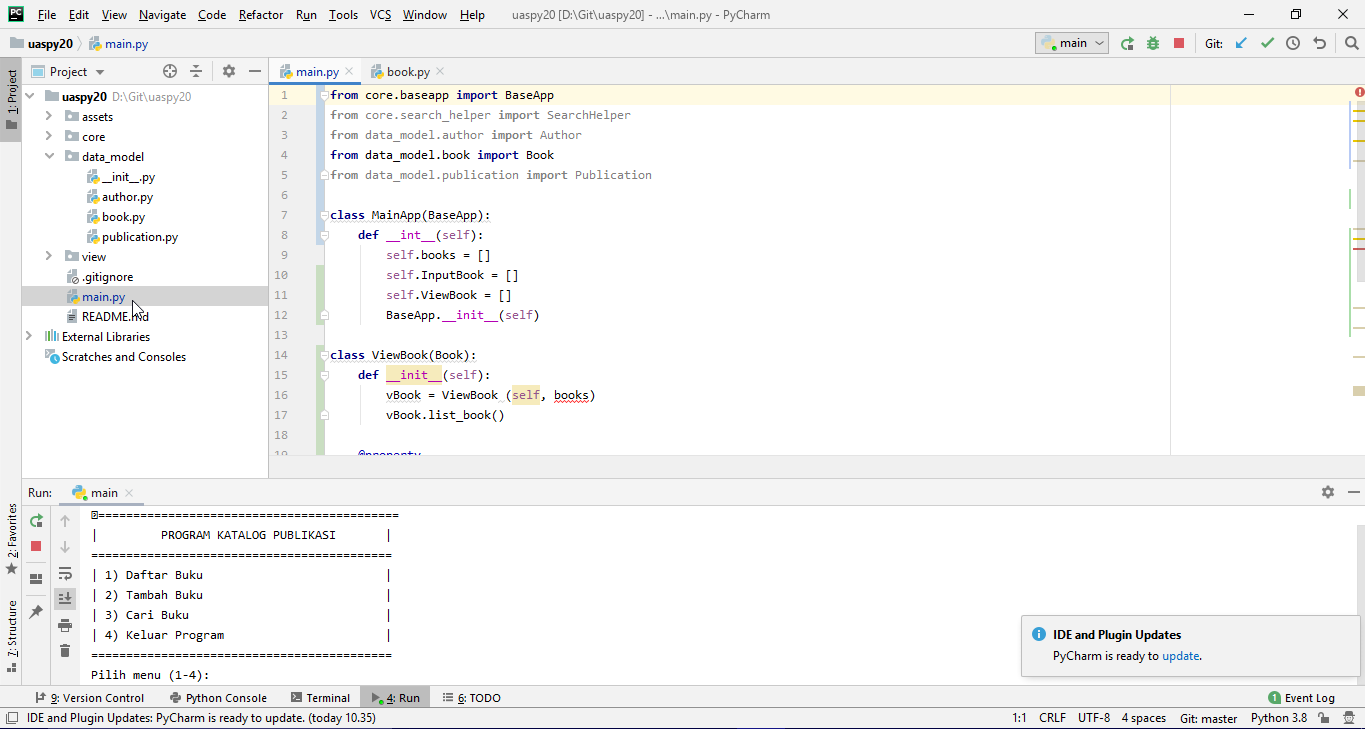 File Edit View Navigate Code Refactor Run Tools VCS Window Help uaspy20 [D:\Git\uaspy20] - ...\main.py - PyCharm
uaspy20 main.py main Git:
1: Project
Project
uaspy20 D:\Git\uaspy20
assets
core
data_model
__init__.py
author.py
book.py
publication.py
view
.gitignore
main.py
README.md
External Libraries
Scratches and Consoles
main.py book.py
1 from core.baseapp import BaseApp
2 from core.search_helper import SearchHelper
3 from data_model.author import Author
4 from data_model.book import Book
5 from data_model.publication import Publication
6
7 class MainApp(BaseApp):
8 def __int__(self):
9 self.books = []
10 self.InputBook = []
11 self.ViewBook = []
12 BaseApp.__init__(self)
13
14 class ViewBook(Book):
15 def __init__(self):
16 vBook = ViewBook (self, books)
17 vBook.list_book()
18
19 @property
Run: main
============================================
| PROGRAM KATALOG PUBLIKASI |
===========================================
| 1) Daftar Buku |
| 2) Tambah Buku |
| 3) Cari Buku |
| 4) Keluar Program |
===========================================
Pilih menu (1-4):
2: Favorites
7: Structure
IDE and Plugin Updates
PyCharm is ready to update.
9: Version Control Python Console Terminal 4: Run 6: TODO 1 Event Log
IDE and Plugin Updates: PyCharm is ready to update. (today 10.35) 1:1 CRLF UTF-8 4 spaces Git: master Python 3.8